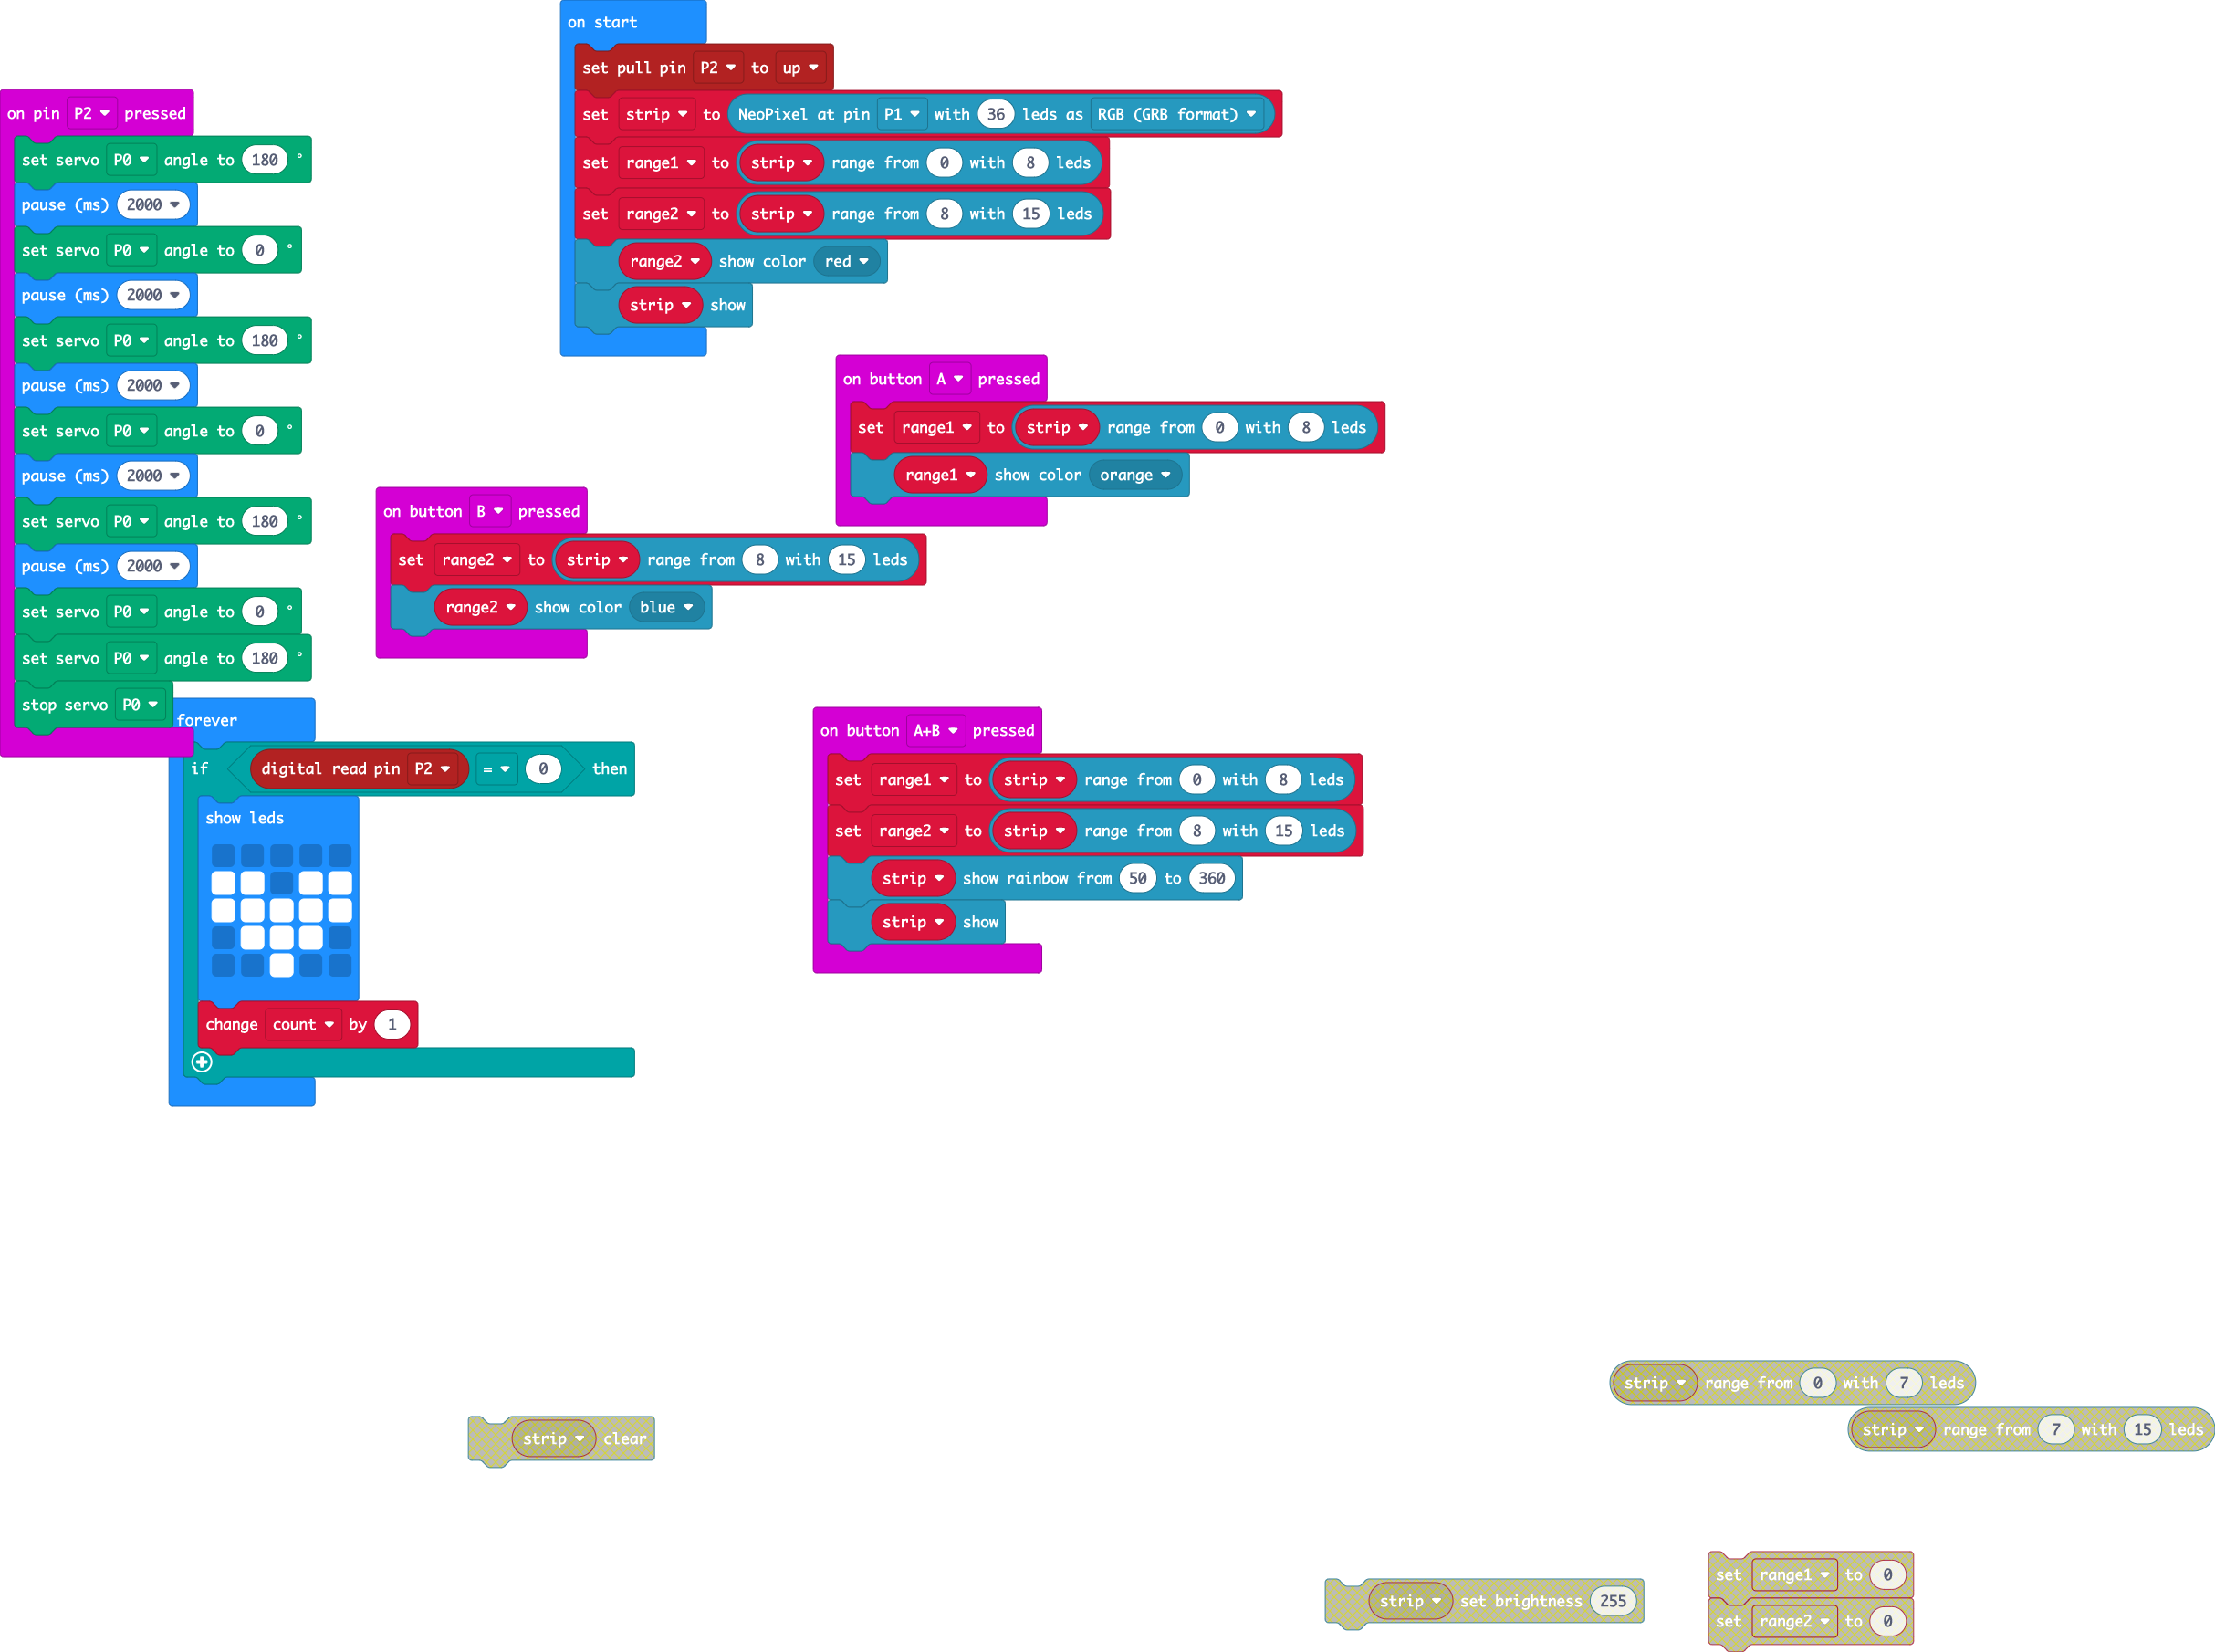 on start
set pull pin P2 to up
set strip to NeoPixel at pin P1 with 36 leds as RGB (GRB format)
set range1 to strip range from 0 with 8 leds
set range2 to strip range from 8 with 15 leds
range2 show color red
strip show
on pin P2 pressed
set servo P0 angle to 180 °
pause (ms) 2000
set servo P0 angle to 0 °
pause (ms) 2000
set servo P0 angle to 180 °
pause (ms) 2000
set servo P0 angle to 0 °
pause (ms) 2000
set servo P0 angle to 180 °
pause (ms) 2000
set servo P0 angle to 0 °
set servo P0 angle to 180 °
stop servo P0
on button A pressed
set range1 to strip range from 0 with 8 leds
range1 show color orange
on button B pressed
set range2 to strip range from 8 with 15 leds
range2 show color blue
forever
if digital read pin P2 = 0 then
show leds
change count by 1
on button A+B pressed
set range1 to strip range from 0 with 8 leds
set range2 to strip range from 8 with 15 leds
strip show rainbow from 50 to 360
strip show
strip range from 0 with 7 leds
strip range from 7 with 15 leds
strip clear
strip set brightness 255
set range1 to 0
set range2 to 0